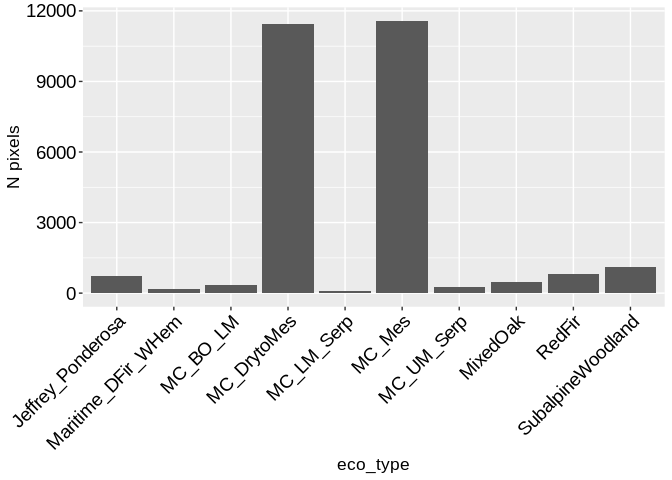 12000
9000
6000
3000
0
N pixels
Jeffrey_Ponderosa
Maritime_DFir_WHem
MC_BO_LM
MC_DrytoMes
MC_LM_Serp
MC_Mes
MC_UM_Serp
MixedOak
RedFir
SubalpineWoodland
eco_type